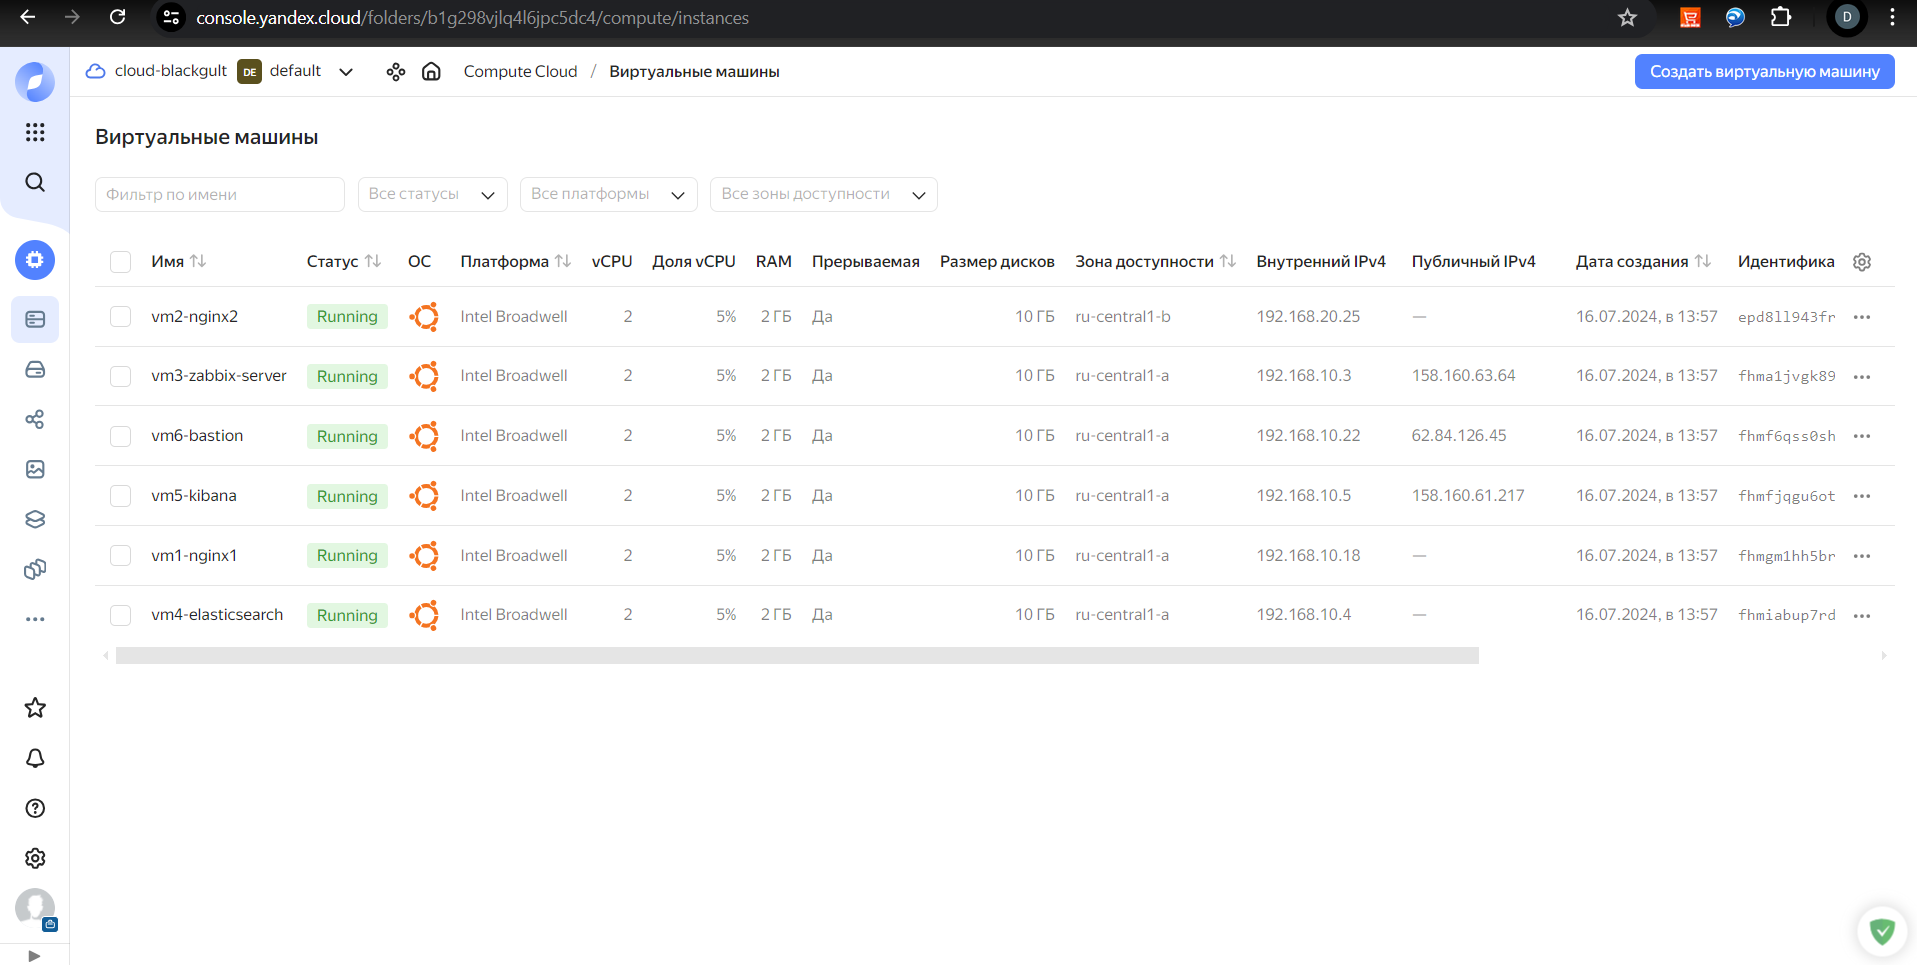 console.yandex.cloud/folders/b1g298vjlq4l6jpc5dc4/compute/instances
D
cloud-blackgult DE default Compute Cloud / Виртуальные машины Создать виртуальную машину
Виртуальные машины
Фильтр по имени Все статусы Все платформы Все зоны доступности
Имя Статус ОС Платформа vCPU Доля vCPU RAM Прерываемая Размер дисков Зона доступности Внутренний IPv4 Публичный IPv4 Дата создания Идентифика
vm2-nginx2 Running Intel Broadwell 2 5% 2 ГБ Да 10 ГБ ru-central1-b 192.168.20.25 — 16.07.2024, в 13:57 epd8ll943fr
vm3-zabbix-server Running Intel Broadwell 2 5% 2 ГБ Да 10 ГБ ru-central1-a 192.168.10.3 158.160.63.64 16.07.2024, в 13:57 fhma1jvgk89
vm6-bastion Running Intel Broadwell 2 5% 2 ГБ Да 10 ГБ ru-central1-a 192.168.10.22 62.84.126.45 16.07.2024, в 13:57 fhmf6qss0sh
vm5-kibana Running Intel Broadwell 2 5% 2 ГБ Да 10 ГБ ru-central1-a 192.168.10.5 158.160.61.217 16.07.2024, в 13:57 fhmfjqgu6ot
vm1-nginx1 Running Intel Broadwell 2 5% 2 ГБ Да 10 ГБ ru-central1-a 192.168.10.18 — 16.07.2024, в 13:57 fhmgm1hh5br
vm4-elasticsearch Running Intel Broadwell 2 5% 2 ГБ Да 10 ГБ ru-central1-a 192.168.10.4 — 16.07.2024, в 13:57 fhmiabup7rd